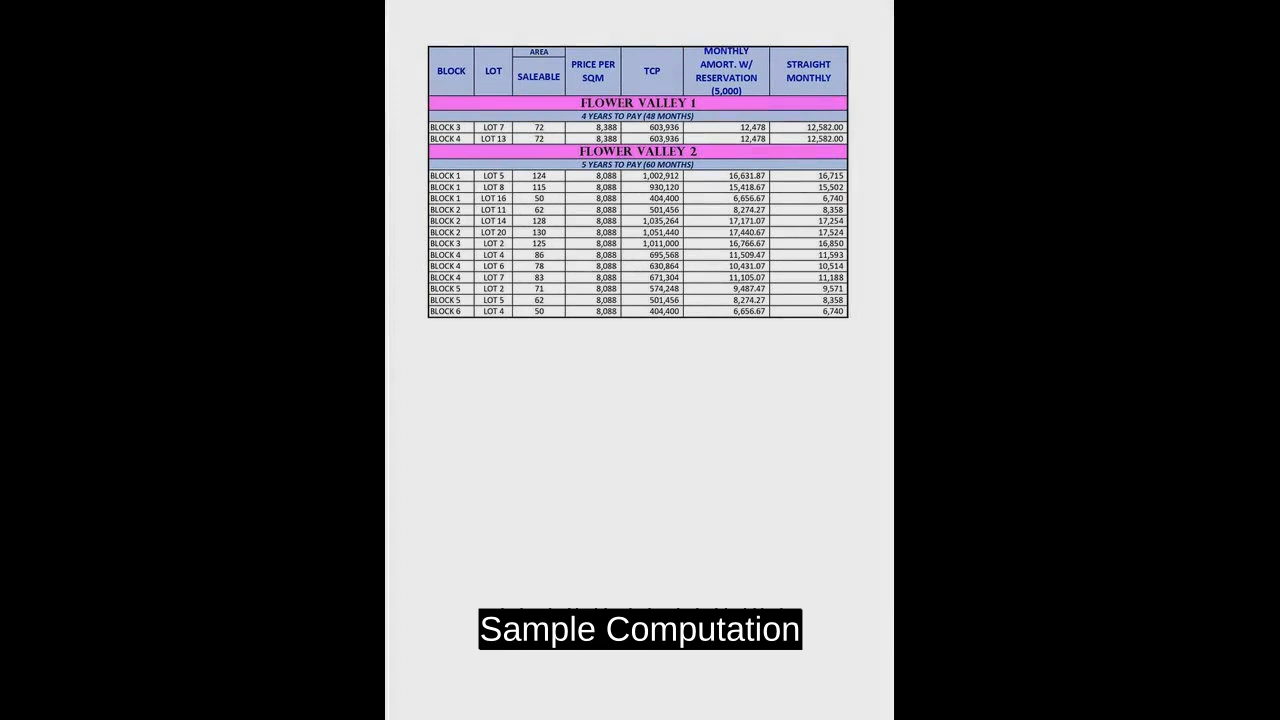 BLOCK LOT AREA SALEABLE PRICE PER SQM TCP MONTHLY AMORT. W/ RESERVATION (5,000) STRAIGHT MONTHLY
FLOWER VALLEY 1
4 YEARS TO PAY (48 MONTHS)
BLOCK 3 LOT 7 72 8,388 603,936 12,478 12,582.00
BLOCK 4 LOT 13 72 8,388 603,936 12,478 12,582.00
FLOWER VALLEY 2
5 YEARS TO PAY (60 MONTHS)
BLOCK 1 LOT 5 124 8,088 1,002,912 16,631.87 16,715
BLOCK 1 LOT 8 115 8,088 930,120 15,418.67 15,502
BLOCK 1 LOT 16 50 8,088 404,400 6,656.67 6,740
BLOCK 2 LOT 11 62 8,088 501,456 8,274.27 8,358
BLOCK 2 LOT 14 128 8,088 1,035,264 17,171.07 17,254
BLOCK 2 LOT 20 130 8,088 1,051,440 17,440.67 17,524
BLOCK 3 LOT 2 125 8,088 1,011,000 16,766.67 16,850
BLOCK 4 LOT 4 86 8,088 695,568 11,509.47 11,593
BLOCK 4 LOT 6 78 8,088 630,864 10,431.07 10,514
BLOCK 4 LOT 7 83 8,088 671,304 11,105.07 11,188
BLOCK 5 LOT 2 71 8,088 574,248 9,487.47 9,571
BLOCK 5 LOT 5 62 8,088 501,456 8,274.27 8,358
BLOCK 6 LOT 4 50 8,088 404,400 6,656.67 6,740
Sample Computation